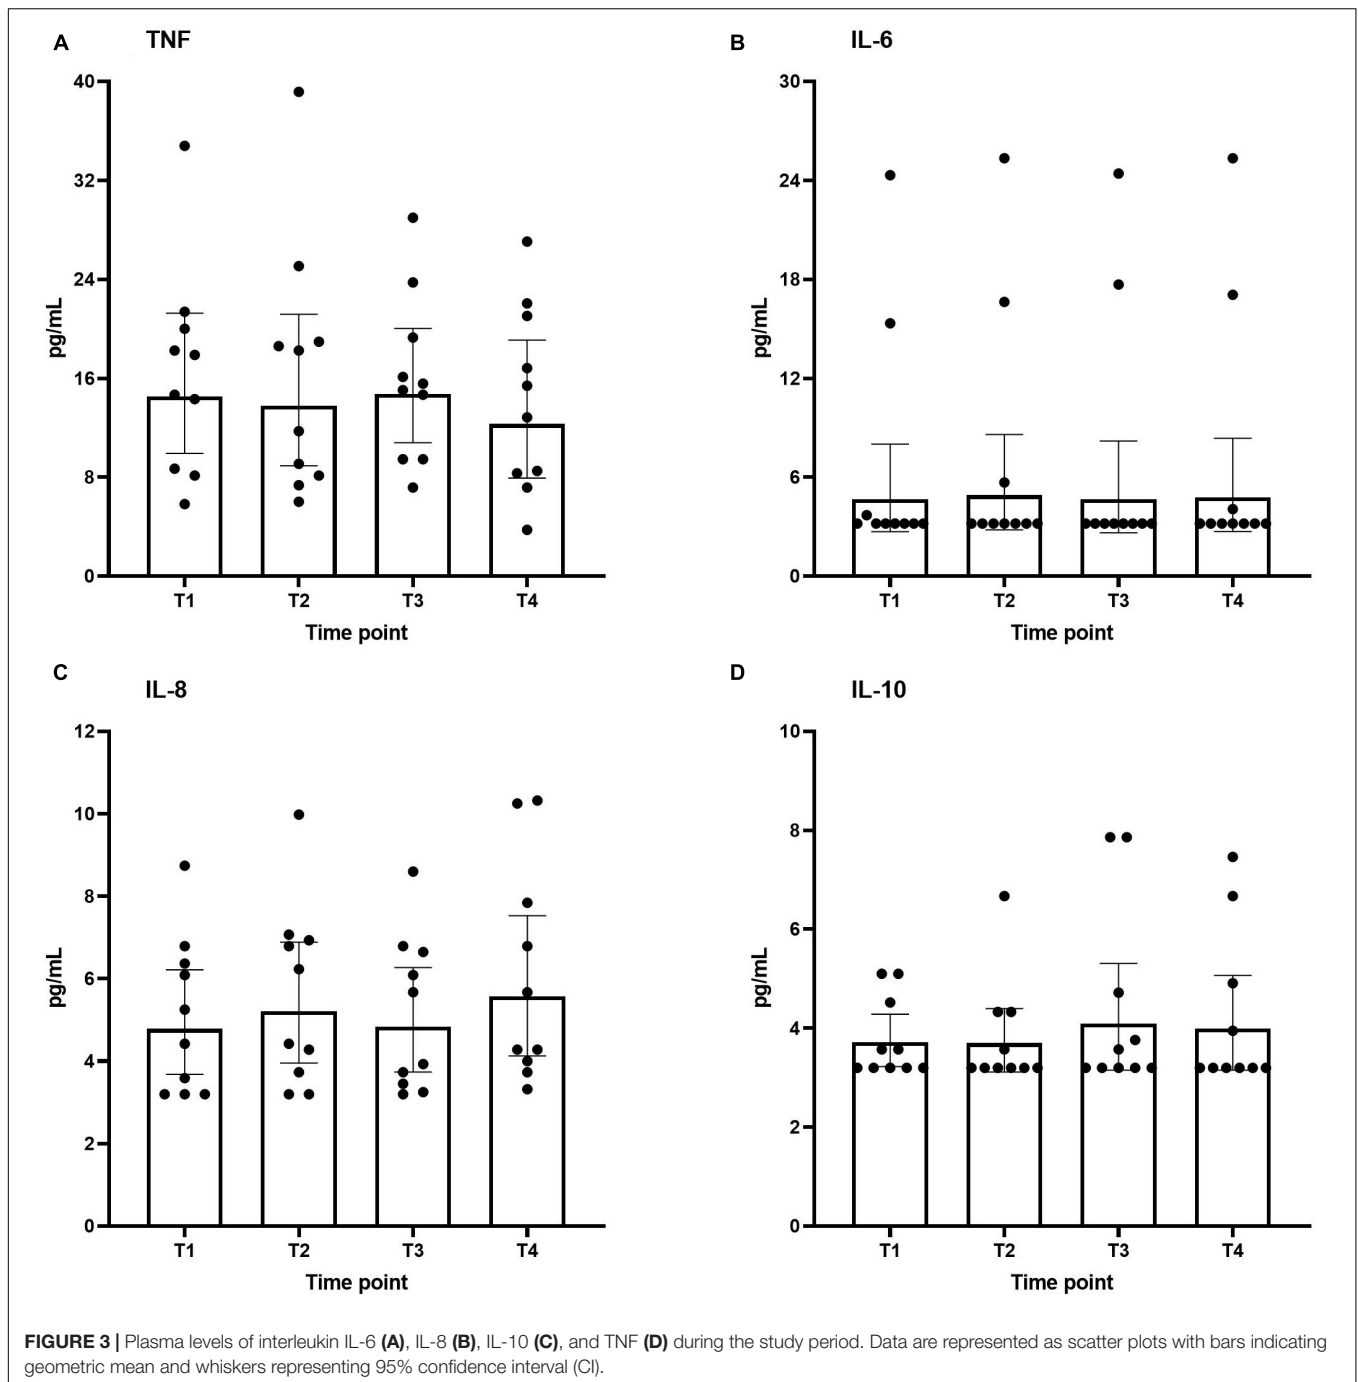 A TNF
40
32
24
16
8
0
pg/mL
T1 T2 T3 T4
Time point
B IL-6
30
24
18
12
6
0
pg/mL
T1 T2 T3 T4
Time point
C IL-8
12
10
8
6
4
2
0
pg/mL
T1 T2 T3 T4
Time point
D IL-10
10
8
6
4
2
0
pg/mL
T1 T2 T3 T4
Time point
FIGURE 3 | Plasma levels of interleukin IL-6 (A), IL-8 (B), IL-10 (C), and TNF (D) during the study period. Data are represented as scatter plots with bars indicating
geometric mean and whiskers representing 95% confidence interval (CI).